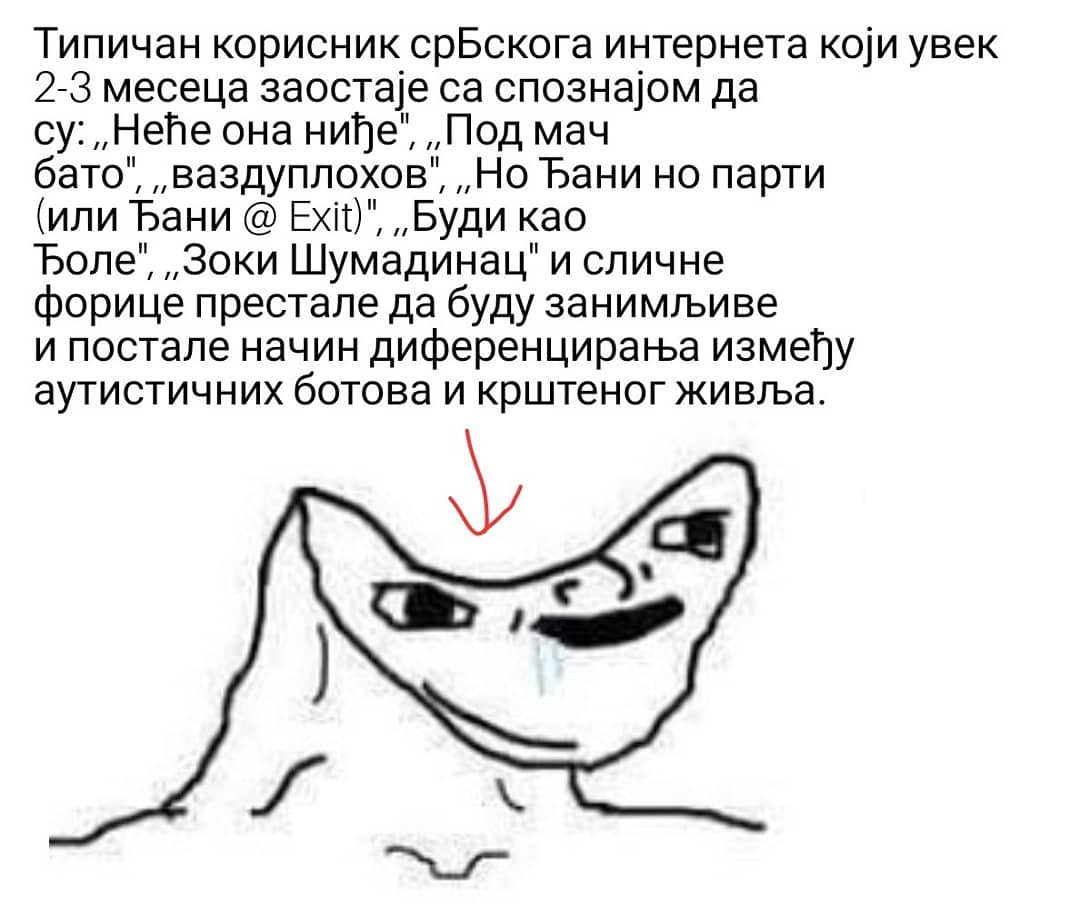 Типичан корисник срБскога интернета који увек
2-3 месеца заостаје са спознајом да
су: „Неће она ниђе", „Под мач
бато", „ваздуплохов", „Но Ђани но парти
(или Ђани @ Exit)", „Буди као
Ђоле", „Зоки Шумадинац" и сличне
форице престале да буду занимљиве
и постале начин диференцирања између
аутистичних ботова и крштеног живља.